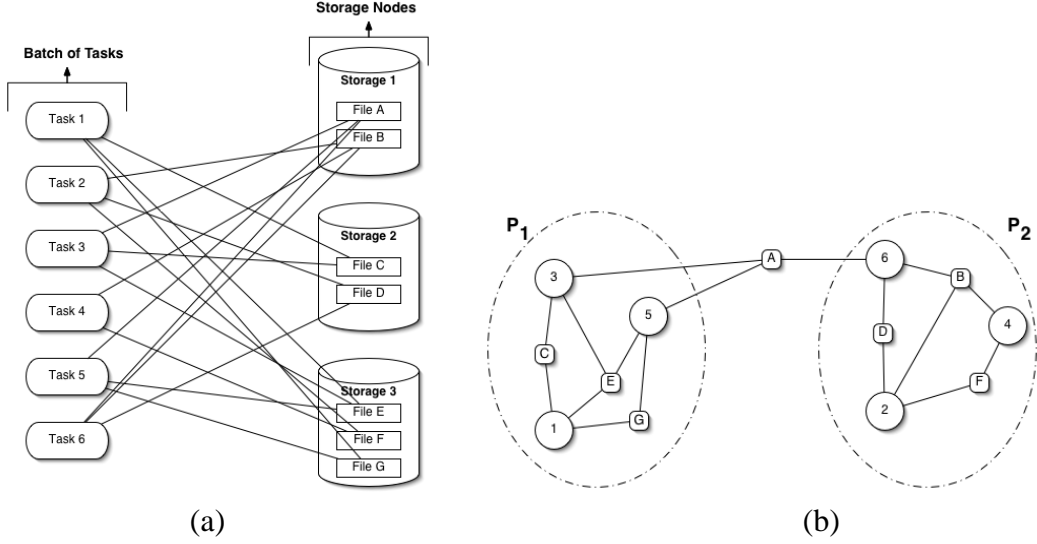 Storage Nodes
Batch of Tasks
Storage 1
File A
File B
Task 1
Task 2
Task 3
Task 4
Task 5
Task 6
Storage 2
File C
File D
Storage 3
File E
File F
File G
(a)
P1
P2
A
6
B
3
5
4
D
C
E
F
2
G
1
(b)